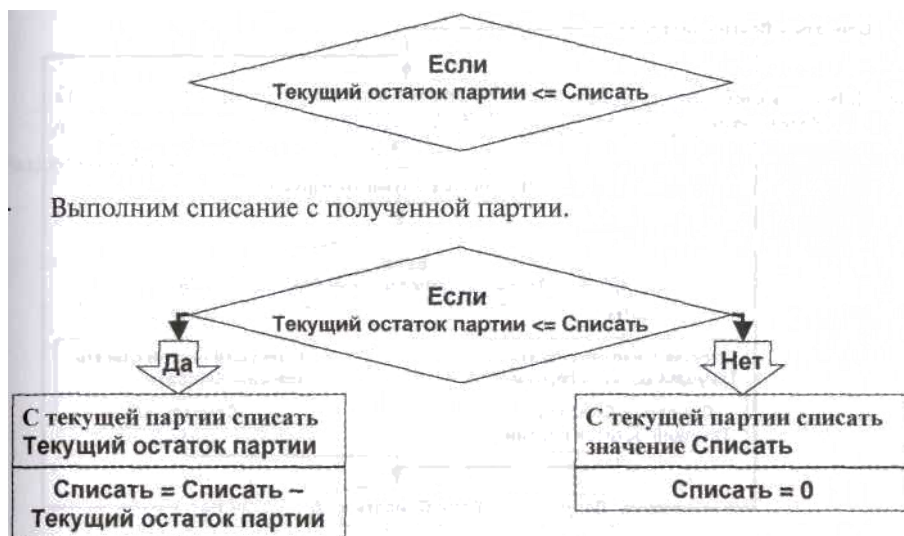 Если
Текущий остаток партии <= Списать
Выполним списание с полученной партии.
Если
Текущий остаток партии <= Списать
Да
Нет
С текущей партии списать
Текущий остаток партии
Списать = Списать –
Текущий остаток партии
С текущей партии списать
значение Списать
Списать = 0